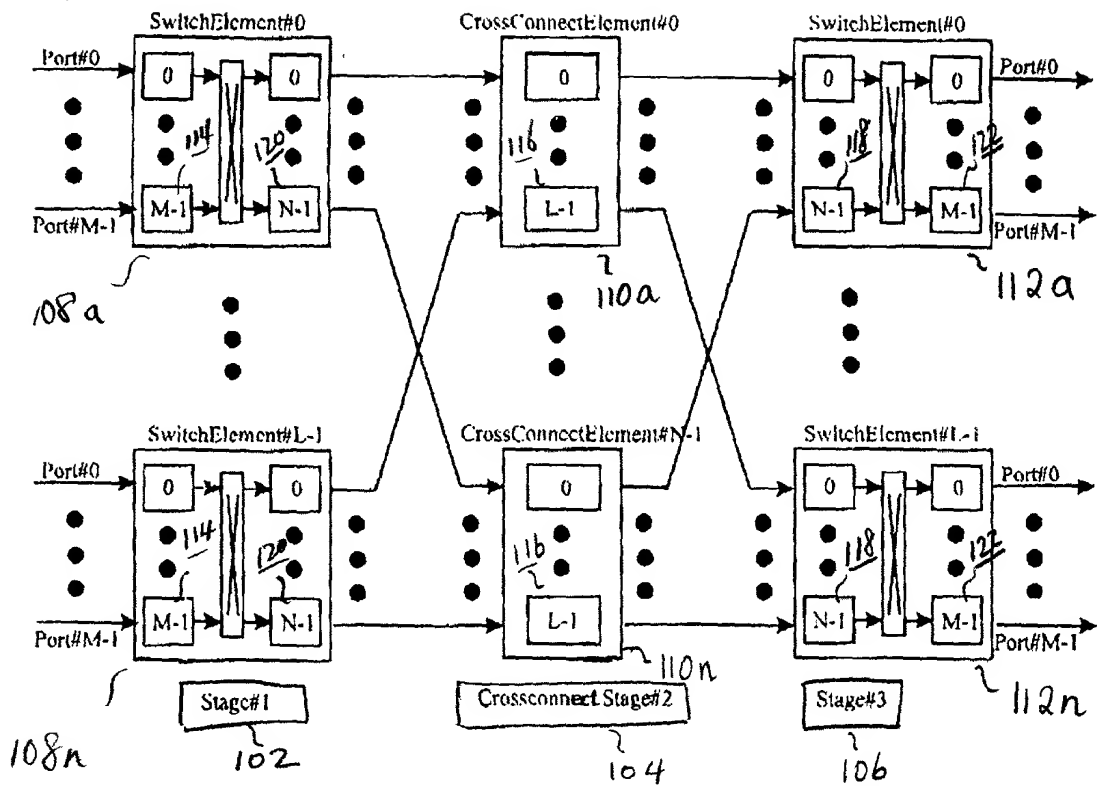 SwitchElement#0 CrossConnectElement#0 SwitchElement#0
Port#0 0 0 0 0 0 Port#0
114 120 116 118 122
Port#M-1 M-1 N-1 L-1 N-1 M-1 Port#M-1
108a 110a 112a
SwitchElement#L-1 CrossConnectElement#N-1 SwitchElement#L-1
Port#0 0 0 0 0 0 Port#0
114 120 116 118 122
Port#M-1 M-1 N-1 L-1 N-1 M-1 Port#M-1
110n
Stage#1 Crossconnect Stage#2 Stage#3 112n
108n 102 104 106